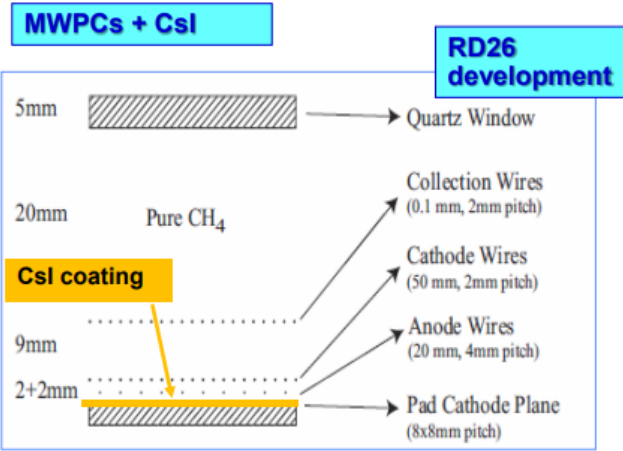 MWPCs + CsI
RD26
development
5mm
Quartz Window
Collection Wires
(0.1 mm, 2mm pitch)
20mm
Pure CH4
Cathode Wires
(50 mm, 2mm pitch)
CsI coating
Anode Wires
(20 mm, 4mm pitch)
9mm
2+2mm
Pad Cathode Plane
(8x8mm pitch)